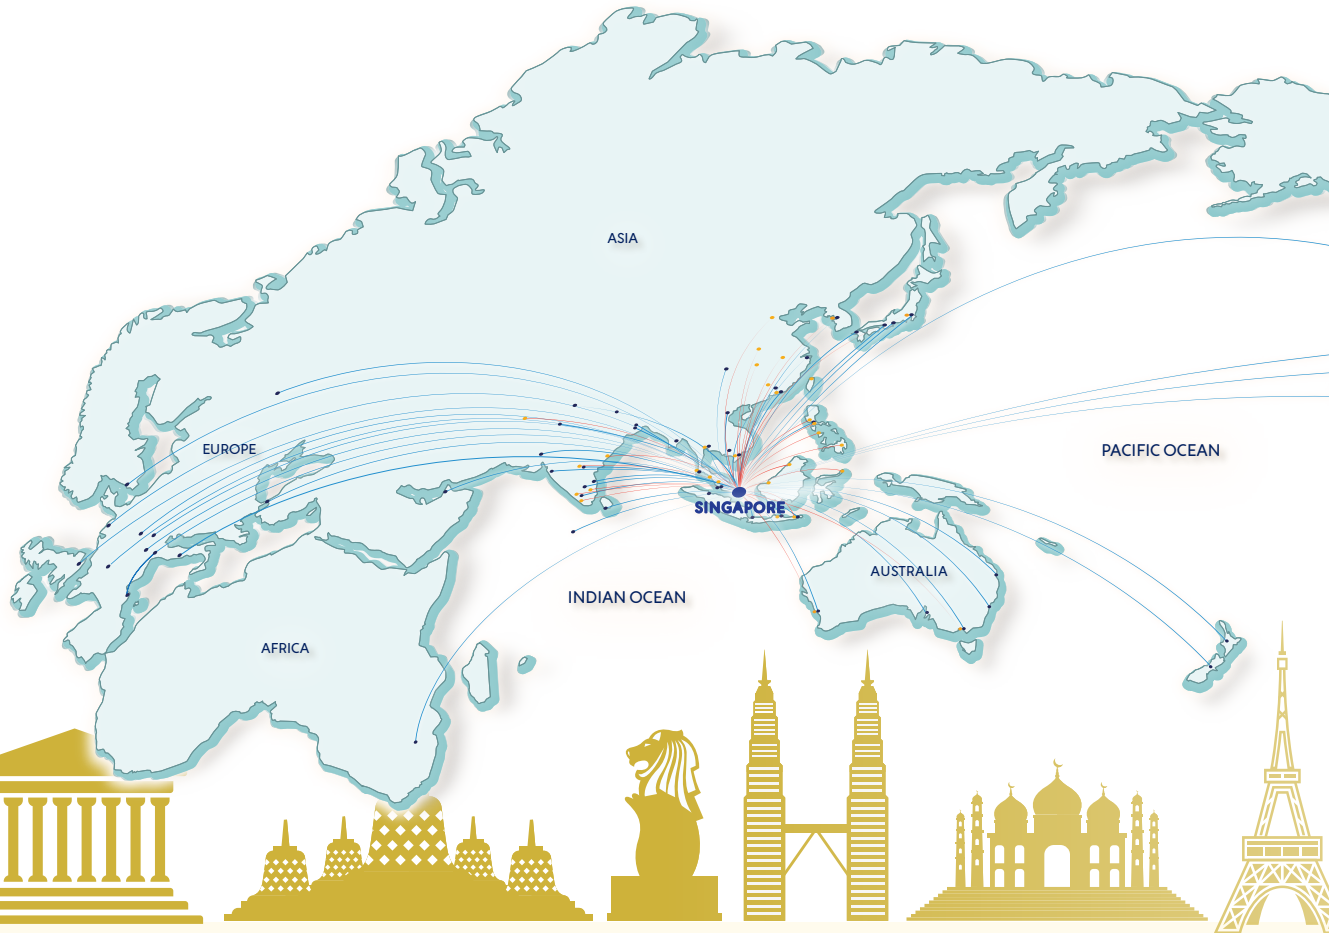 ASIA
EUROPE
PACIFIC OCEAN
SINGAPORE
AUSTRALIA
INDIAN OCEAN
AFRICA